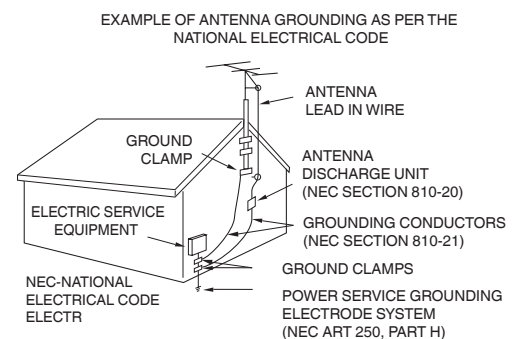 EXAMPLE OF ANTENNA GROUNDING AS PER THE
NATIONAL ELECTRICAL CODE
ANTENNA
LEAD IN WIRE
GROUND
CLAMP
ANTENNA
DISCHARGE UNIT
(NEC SECTION 810-20)
ELECTRIC SERVICE
EQUIPMENT
GROUNDING CONDUCTORS
(NEC SECTION 810-21)
GROUND CLAMPS
NEC-NATIONAL
ELECTRICAL CODE
ELECTR
POWER SERVICE GROUNDING
ELECTRODE SYSTEM
(NEC ART 250, PART H)